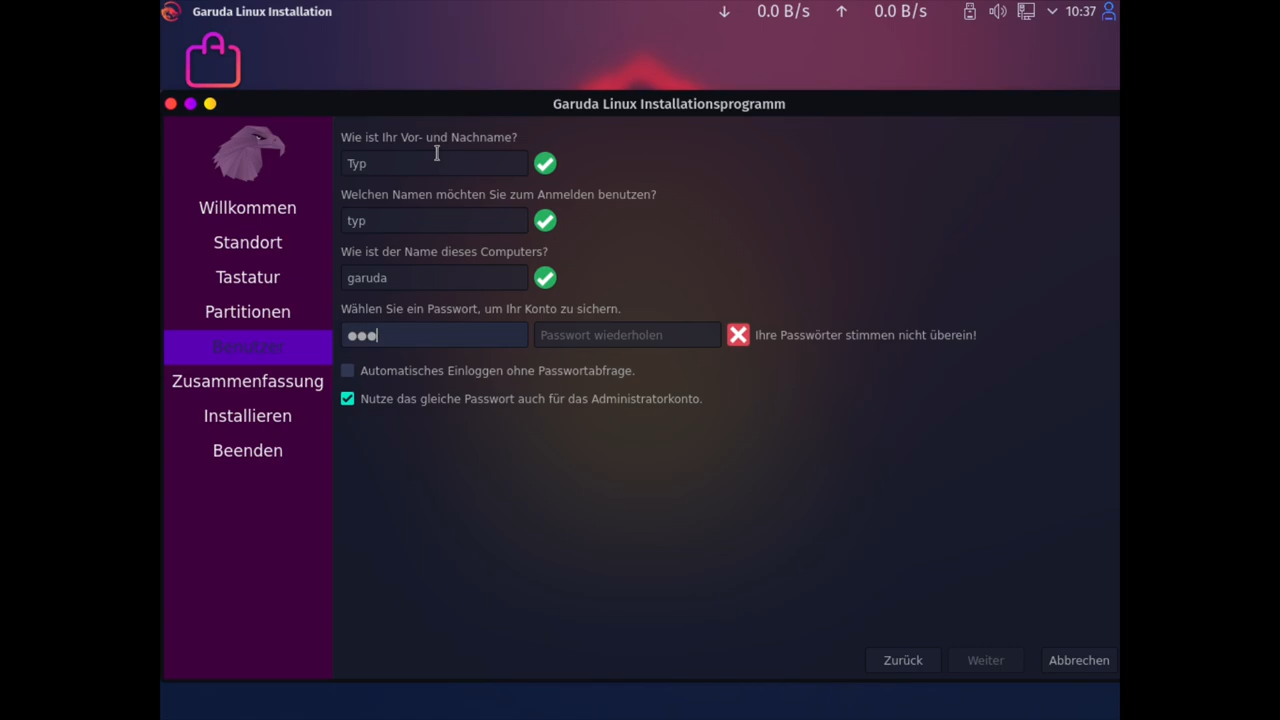 Garuda Linux Installation
0.0 B/s
0.0 B/s
10:37
Garuda Linux Installationsprogramm
Willkommen
Standort
Tastatur
Partitionen
Benutzer
Zusammenfassung
Installieren
Beenden
Wie ist Ihr Vor- und Nachname?
Typ
Welchen Namen möchten Sie zum Anmelden benutzen?
typ
Wie ist der Name dieses Computers?
garuda
Wählen Sie ein Passwort, um Ihr Konto zu sichern.
●●● Passwort wiederholen Ihre Passwörter stimmen nicht überein!
Automatisches Einloggen ohne Passwortabfrage.
Nutze das gleiche Passwort auch für das Administratorkonto.
Zurück Weiter Abbrechen